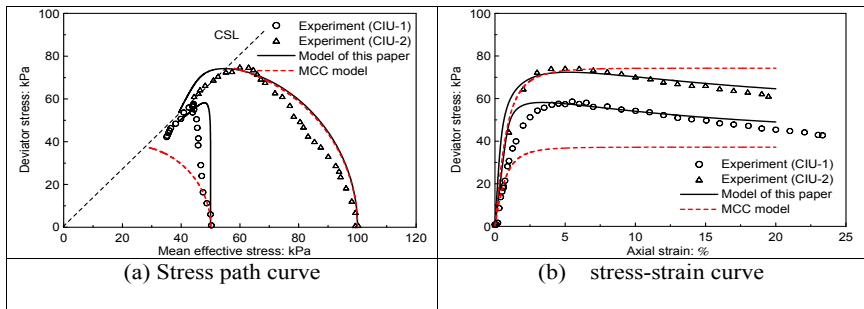 CSL
Experiment (CIU-1)
Experiment (CIU-2)
Model of this paper
MCC model
Deviator stress: kPa
100
80
60
40
20
0
0 20 40 60 80 100 120
Mean effective stress: kPa
(a) Stress path curve
Deviator stress: kPa
100
80
60
40
20
0
Experiment (CIU-1)
Experiment (CIU-2)
Model of this paper
MCC model
0 5 10 15 20 25
Axial strain: %
(b) stress-strain curve